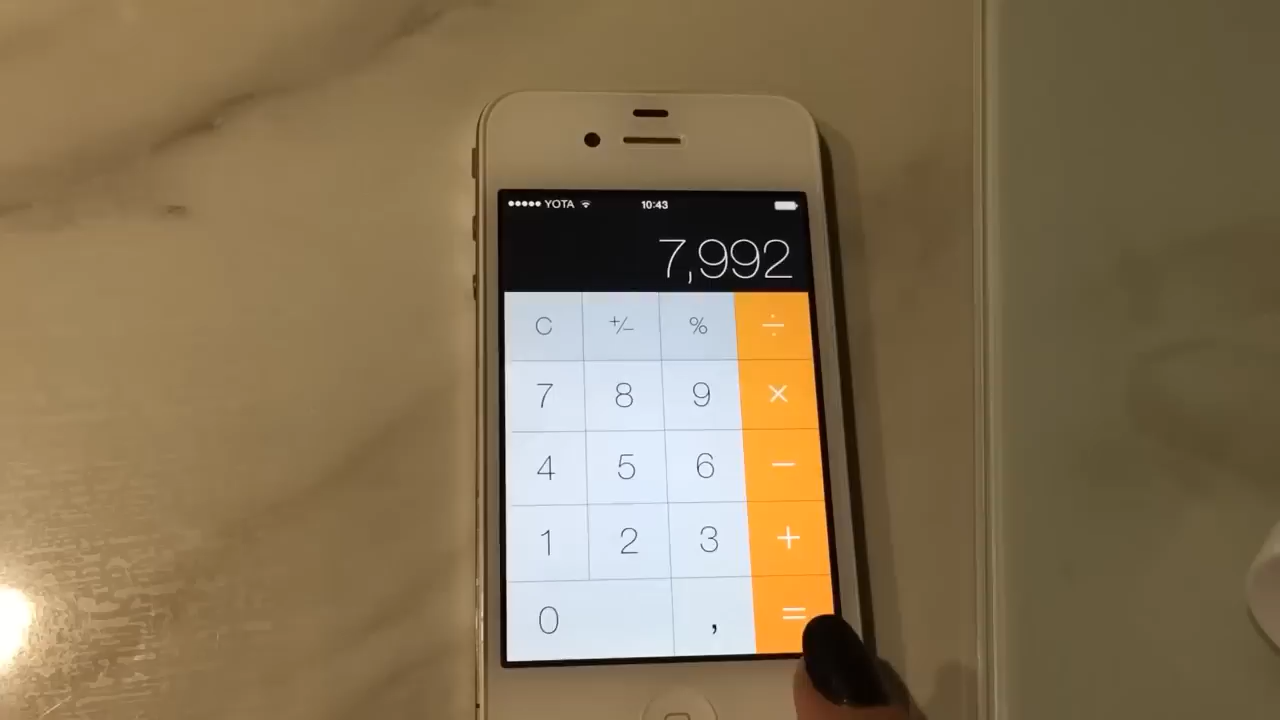 ●●●●● YOTA 10:43
7,992
C +/− % ÷
7 8 9 ×
4 5 6 −
1 2 3 +
0 , =